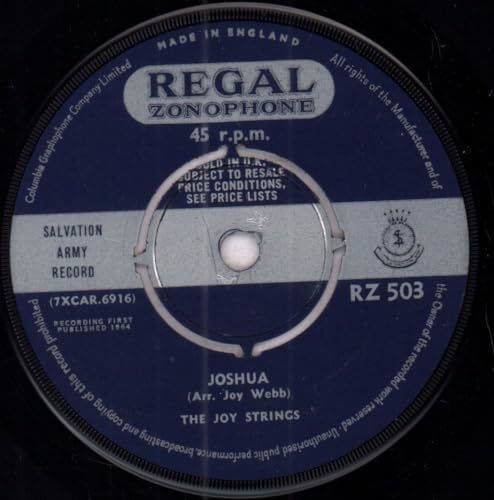 MADE IN ENGLAND
Columbia Graphophone Company Limited
All rights of the Manufacturer and of
the Owner of the recorded work reserved. Unauthorised public performance, broadcasting and copying of this record prohibited
REGAL
ZONOPHONE
45 r.p.m.
SOLD IN U.K.
SUBJECT TO RESALE
PRICE CONDITIONS,
SEE PRICE LISTS
SALVATION
ARMY
RECORD
(7XCAR.6916)
RZ 503
RECORDING FIRST
PUBLISHED 1964
JOSHUA
(Arr. Joy Webb)
THE JOY STRINGS